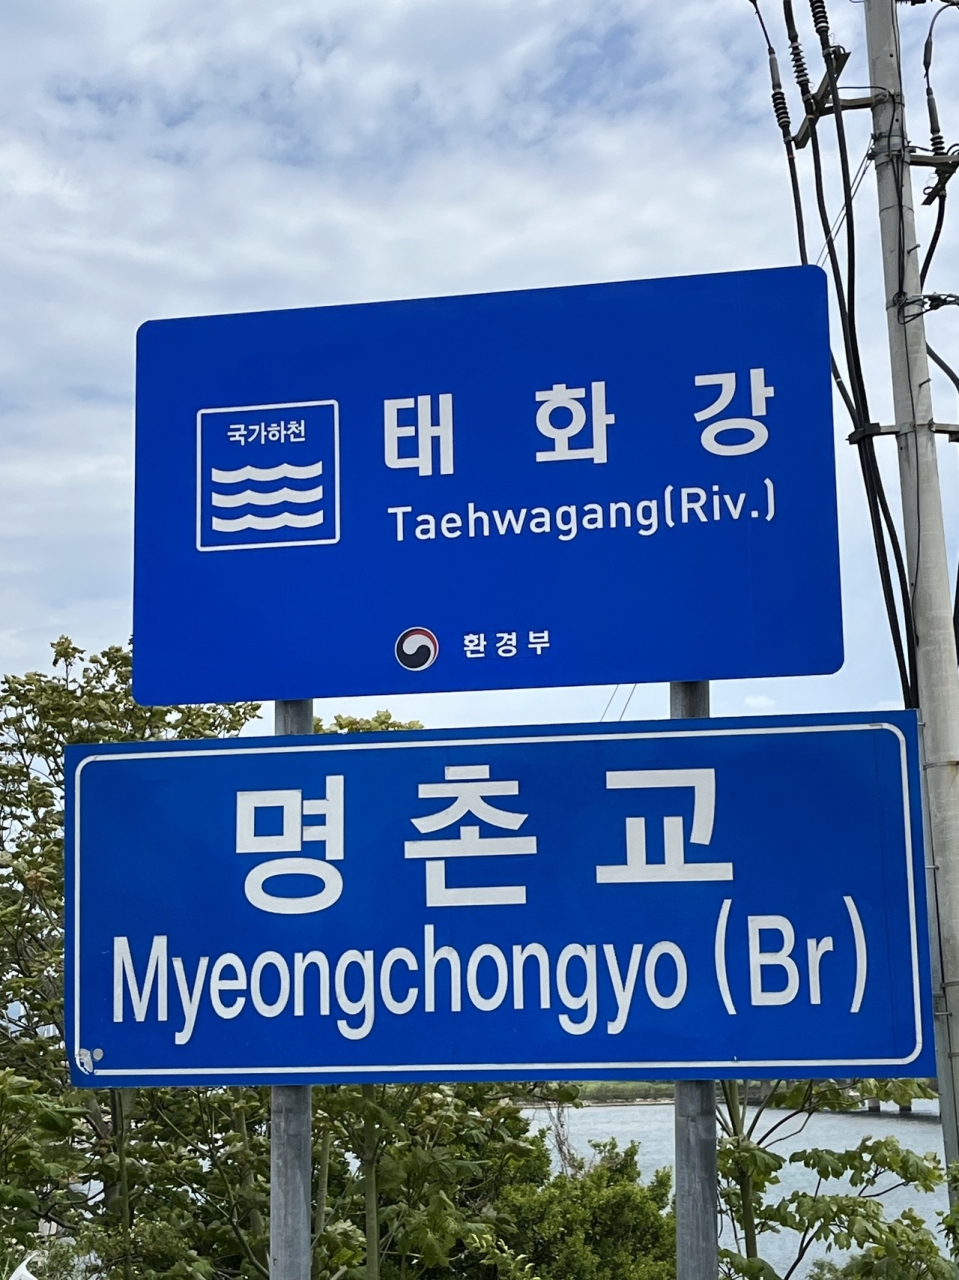 국가하천
태화강
Taehwagang(Riv.)
환경부
명촌교
Myeongchongyo (Br)